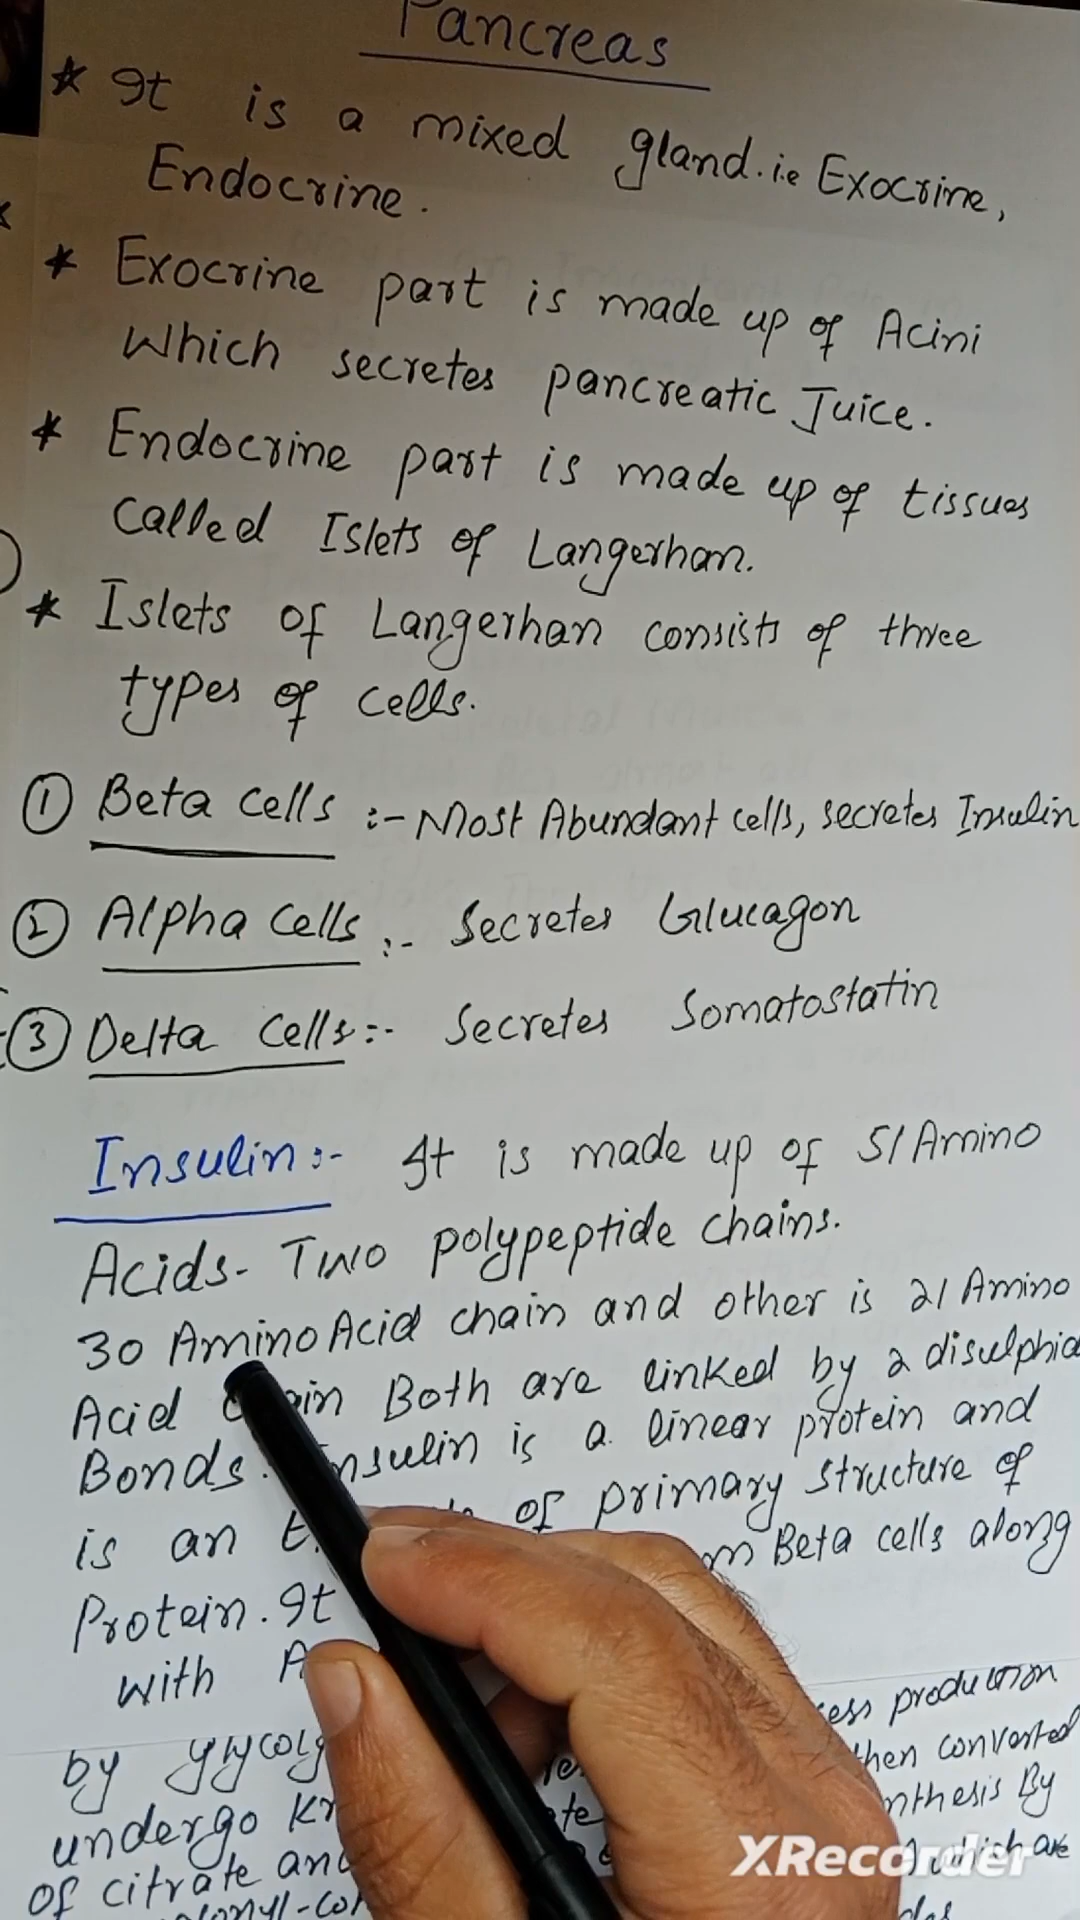 Pancreas
* It is a mixed gland. i.e Exocrine,
Endocrine.
* Exocrine part is made up of Acini
Which secretes pancreatic Juice.
* Endocrine part is made up of tissues
Called Islets of Langerhan.
* Islets of Langerhan consists of three
types of cells.
① Beta cells :- Most Abundant cells, secretes Insulin
② Alpha cells :- Secretes Glucagon
③ Delta cells :- Secretes Somatostatin
Insulin :- It is made up of 51 Amino
Acids- Two polypeptide chains.
30 Amino Acid chain and other is 21 Amino
Acid Both are linked by 2 disulphid
Bonds. Insulin is a linear protein and
is an of primary structure of
Protein. It Beta cells along
with
production
by then converted
undergo nthesis By
of citrate and which are
XRecorder